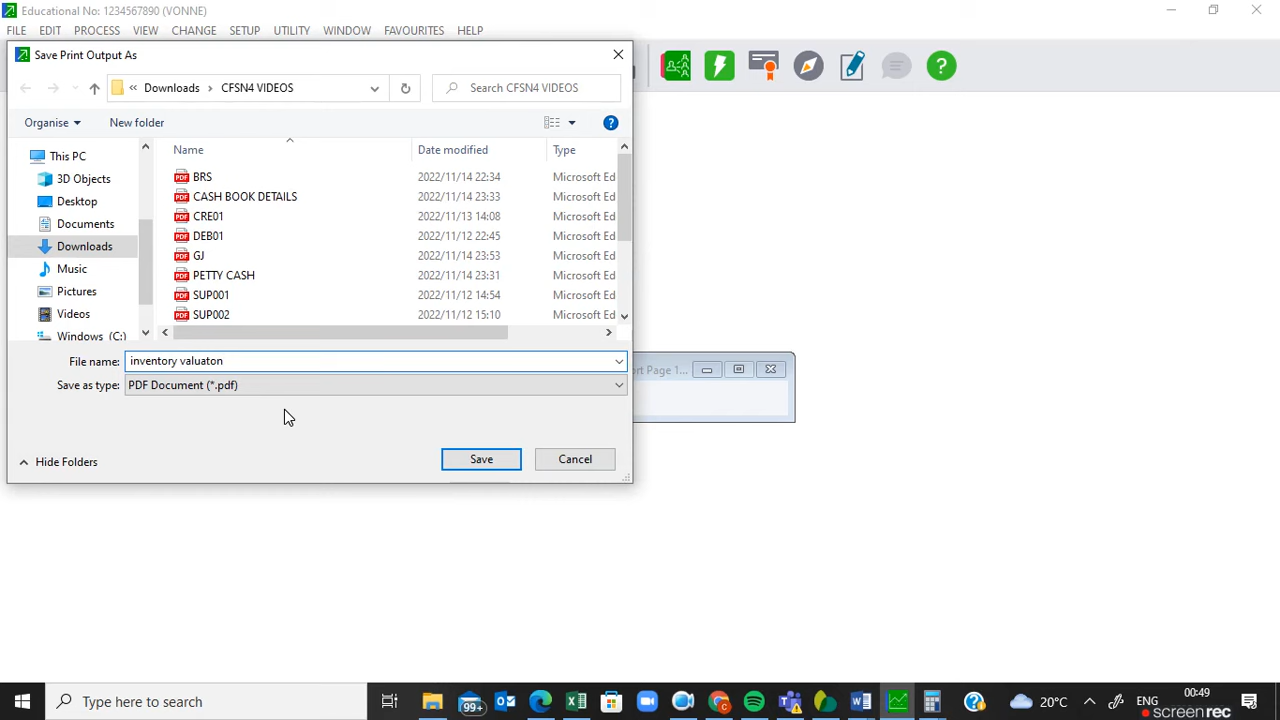 Educational No: 1234567890 (VONNE)
FILE EDIT PROCESS VIEW CHANGE SETUP UTILITY WINDOW FAVOURITES HELP
Save Print Output As
Downloads CFSN4 VIDEOS Search CFSN4 VIDEOS
Organise New folder
Name Date modified Type
This PC
3D Objects
Desktop
Documents
Downloads
Music
Pictures
Videos
Windows (C:)
BRS 2022/11/14 22:34 Microsoft Ed
CASH BOOK DETAILS 2022/11/14 23:33 Microsoft Ed
CRE01 2022/11/13 14:08 Microsoft Ed
DEB01 2022/11/12 22:45 Microsoft Ed
GJ 2022/11/14 23:53 Microsoft Ed
PETTY CASH 2022/11/14 23:31 Microsoft Ed
SUP001 2022/11/12 14:54 Microsoft Ed
SUP002 2022/11/12 15:10 Microsoft Ed
File name: inventory valuaton
Save as type: PDF Document (*.pdf)
ort Page 1...
Hide Folders Save Cancel
Type here to search
99+
20°C
ENG
00:49
screenrec